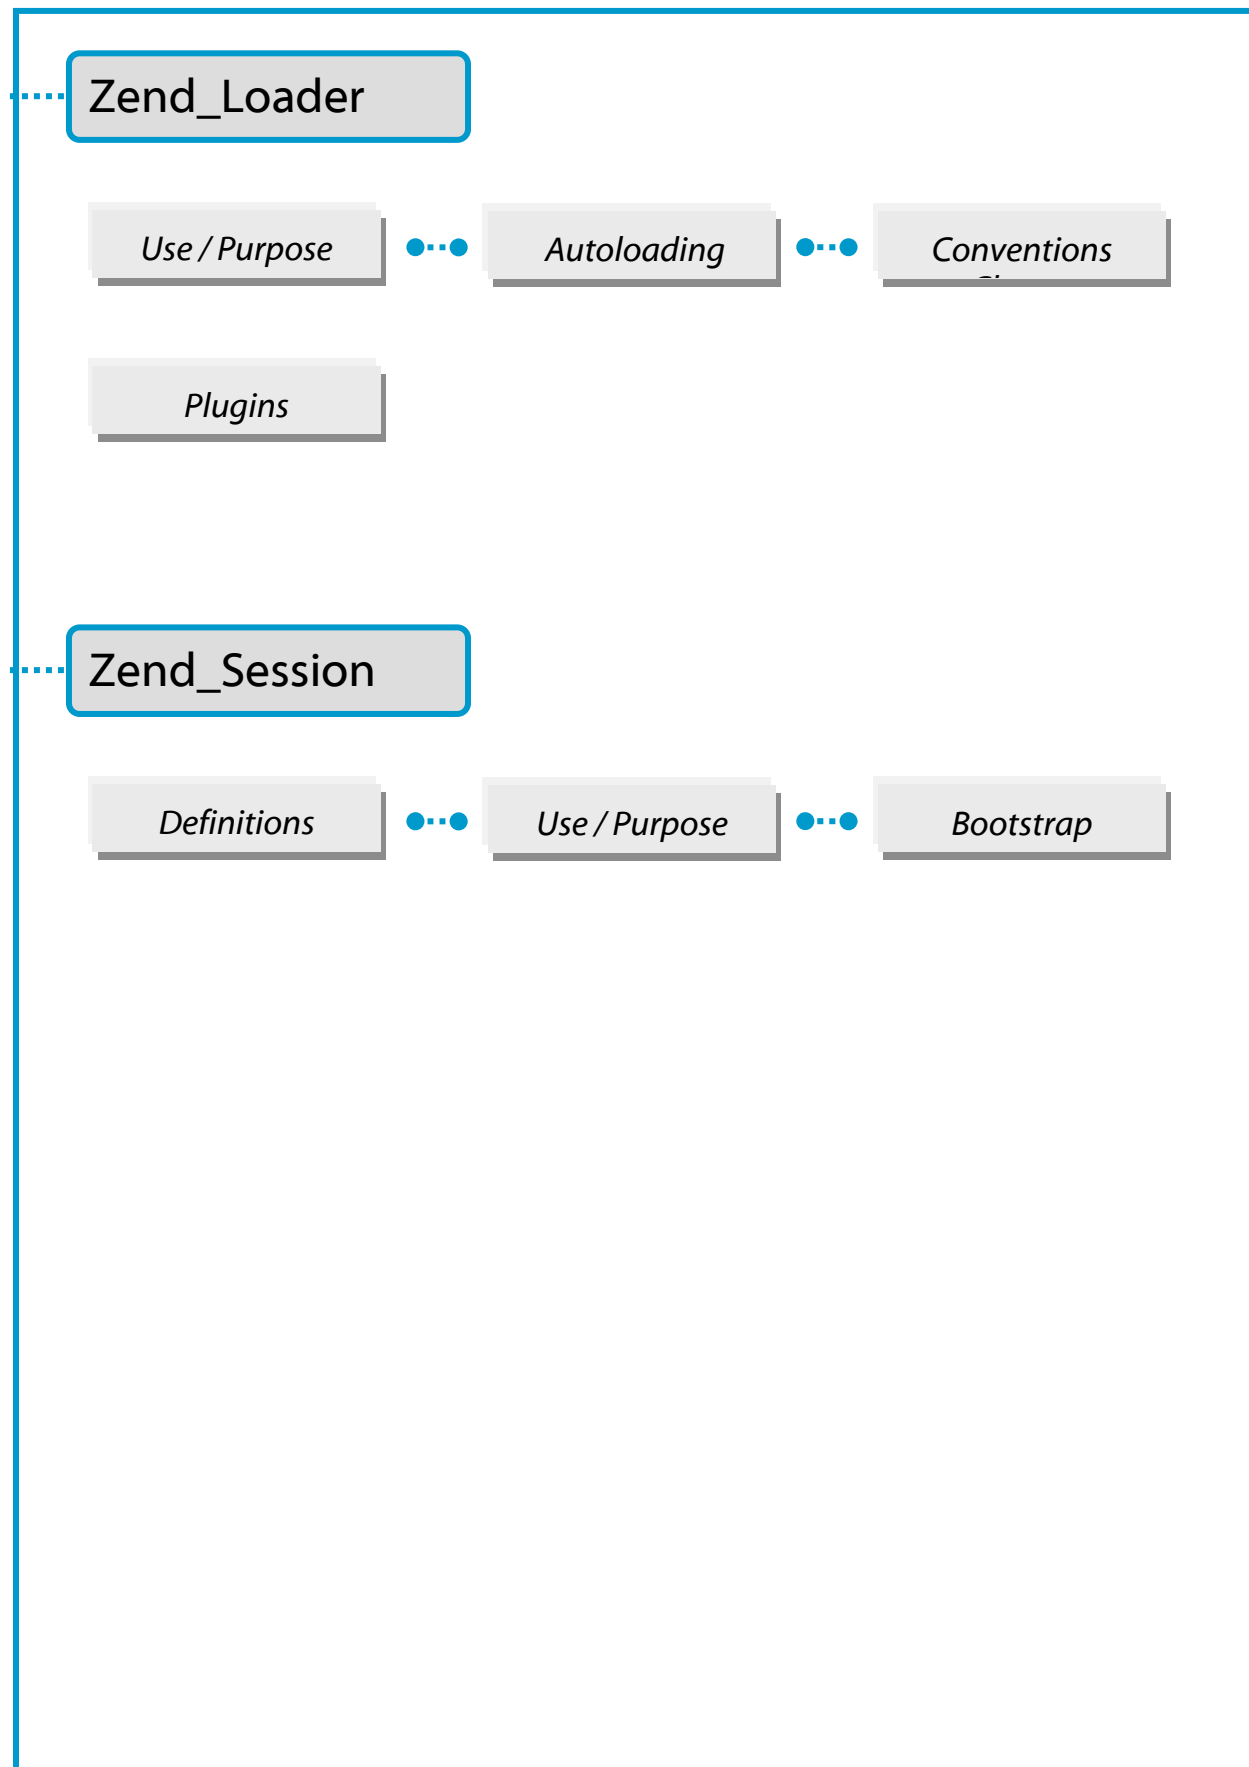 Zend_Loader
Use / Purpose
Autoloading
Conventions
Plugins
Zend_Session
Definitions
Use / Purpose
Bootstrap